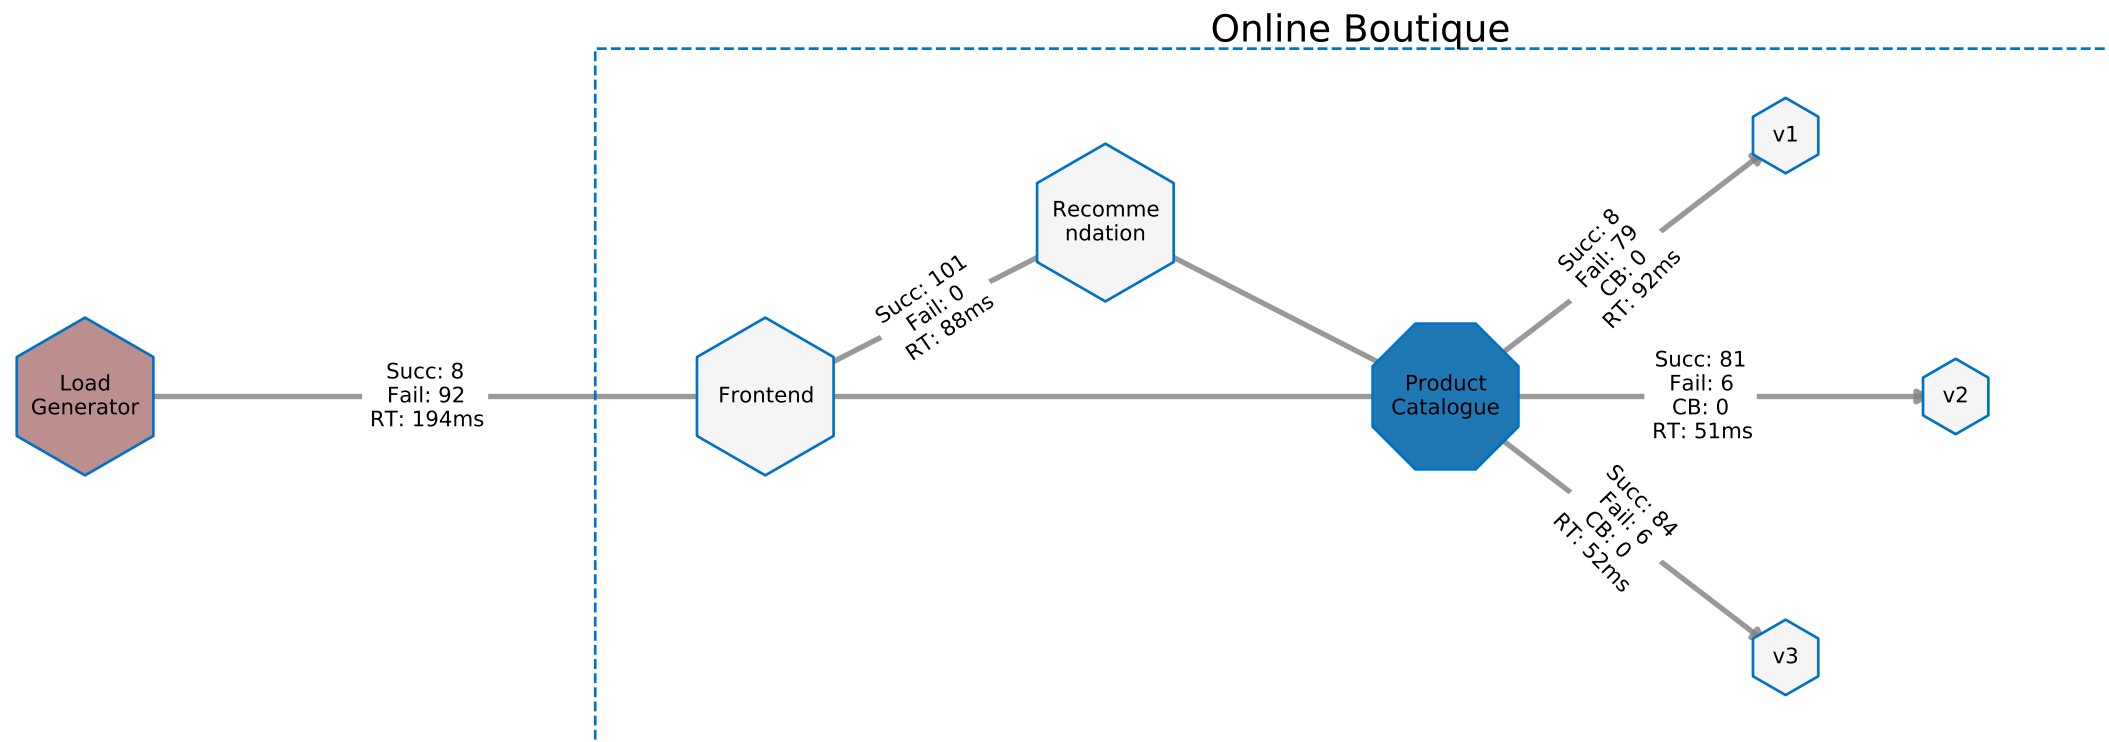 Online Boutique
Load
Generator
Succ: 8
Fail: 92
RT: 194ms
Frontend
Succ: 101
Fail: 0
RT: 88ms
Recomme
ndation
Product
Catalogue
Succ: 8
Fail: 79
CB: 0
RT: 92ms
v1
Succ: 81
Fail: 6
CB: 0
RT: 51ms
v2
Succ: 84
Fail: 6
CB: 0
RT: 52ms
v3